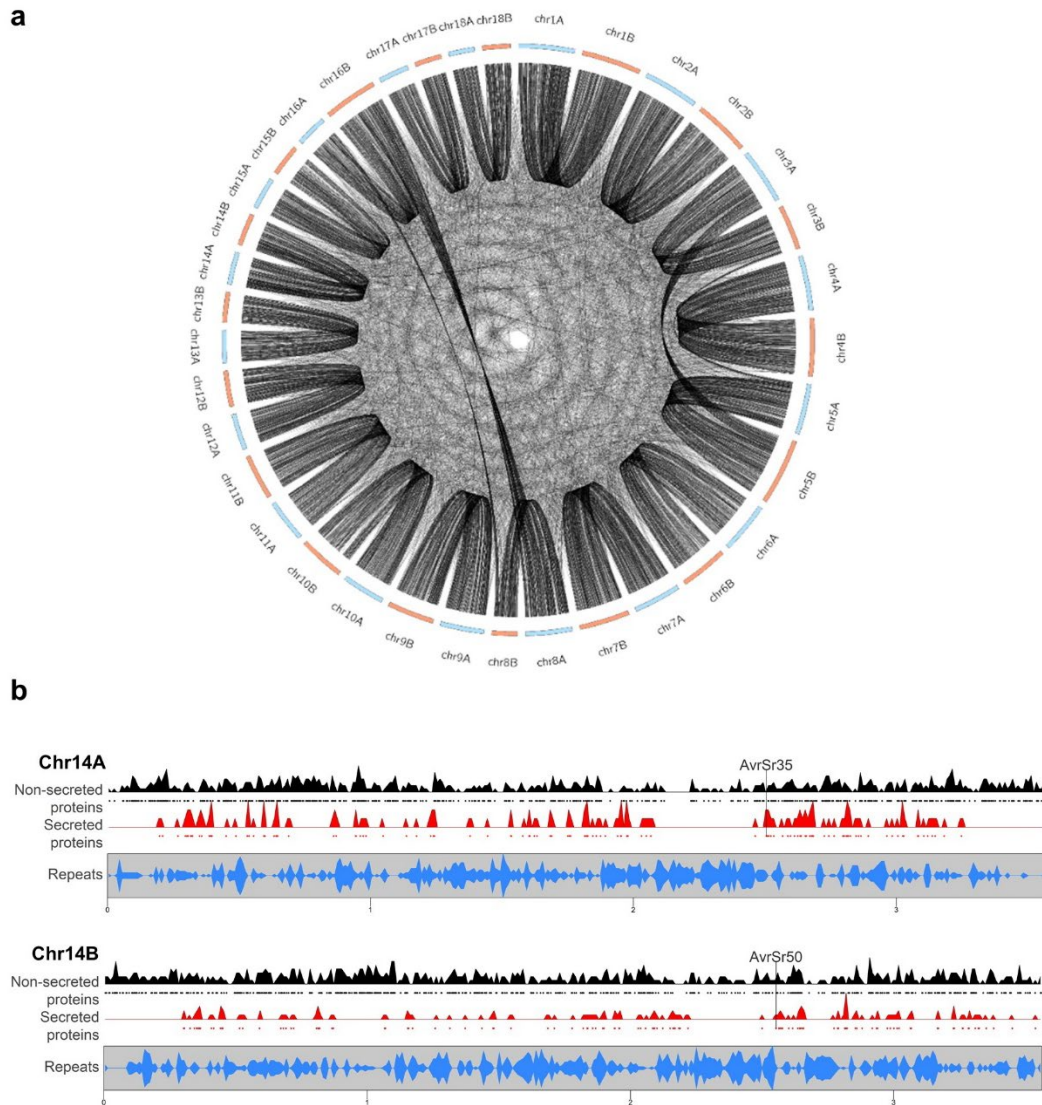 a
chr1A
chr1B
chr2A
chr2B
chr3A
chr3B
chr4A
chr4B
chr5A
chr5B
chr6A
chr6B
chr7A
chr7B
chr8A
chr8B
chr9A
chr9B
chr10A
chr10B
chr11A
chr11B
chr12A
chr12B
chr13A
chr13B
chr14A
chr14B
chr15A
chr15B
chr16A
chr16B
chr17A
chr17B
chr18A
chr18B
b
Chr14A
AvrSr35
Non-secreted
proteins
Secreted
proteins
Repeats
0 1 2 3
Chr14B
AvrSr50
Non-secreted
proteins
Secreted
proteins
Repeats
0 1 2 3